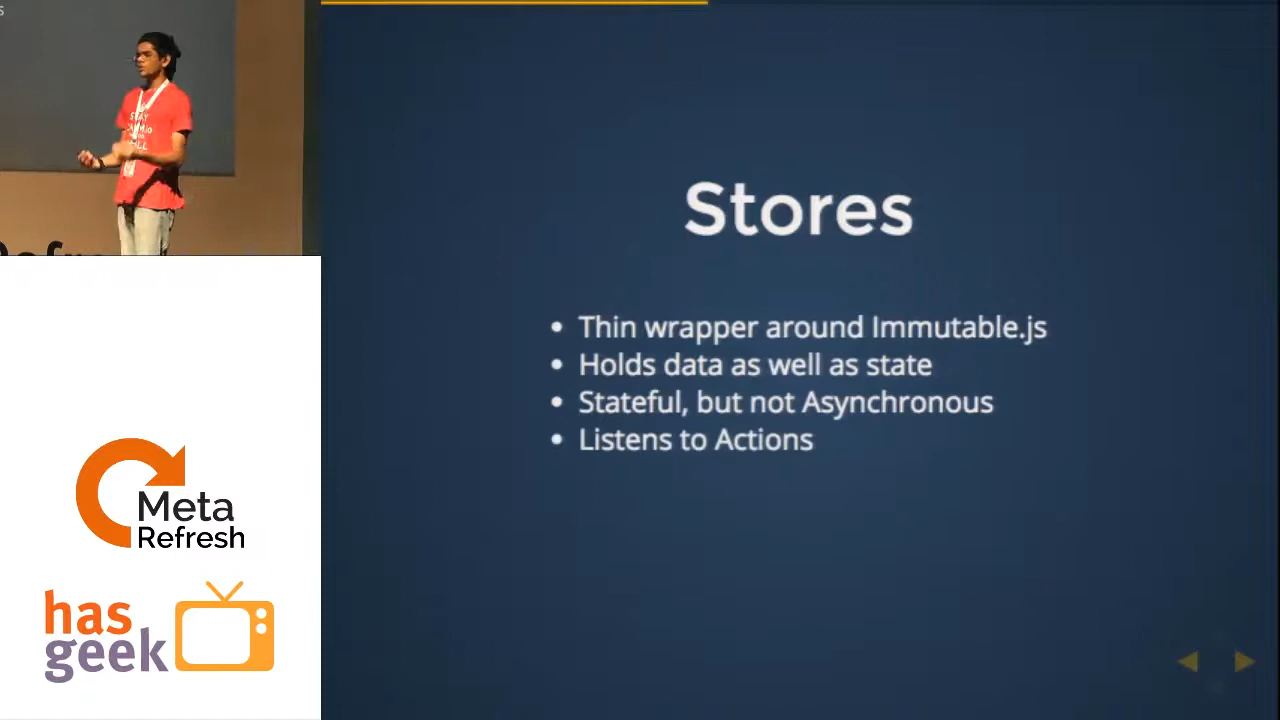 s
STAY
Stores
• Thin wrapper around Immutable.js
• Holds data as well as state
• Stateful, but not Asynchronous
• Listens to Actions
Meta
Refresh
has
geek